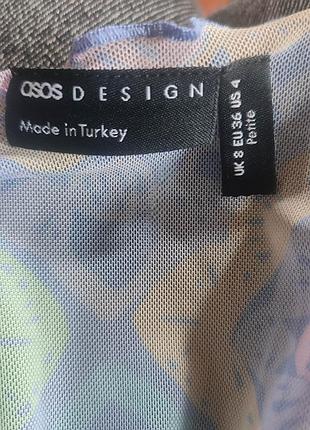 asos DESIGN
Made in Turkey
UK 8 EU 36 US 4
Petite